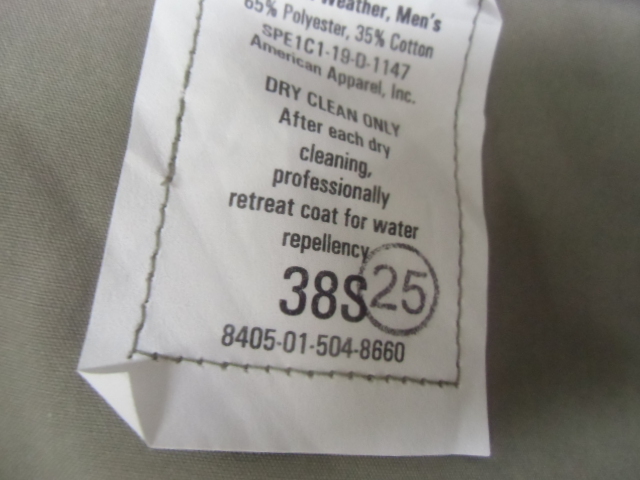 Weather, Men's
65% Polyester, 35% Cotton
SPE1C1-19-D-1147
American Apparel, Inc.
DRY CLEAN ONLY
After each dry
cleaning,
professionally
retreat coat for water
repellency
38S 25
8405-01-504-8660